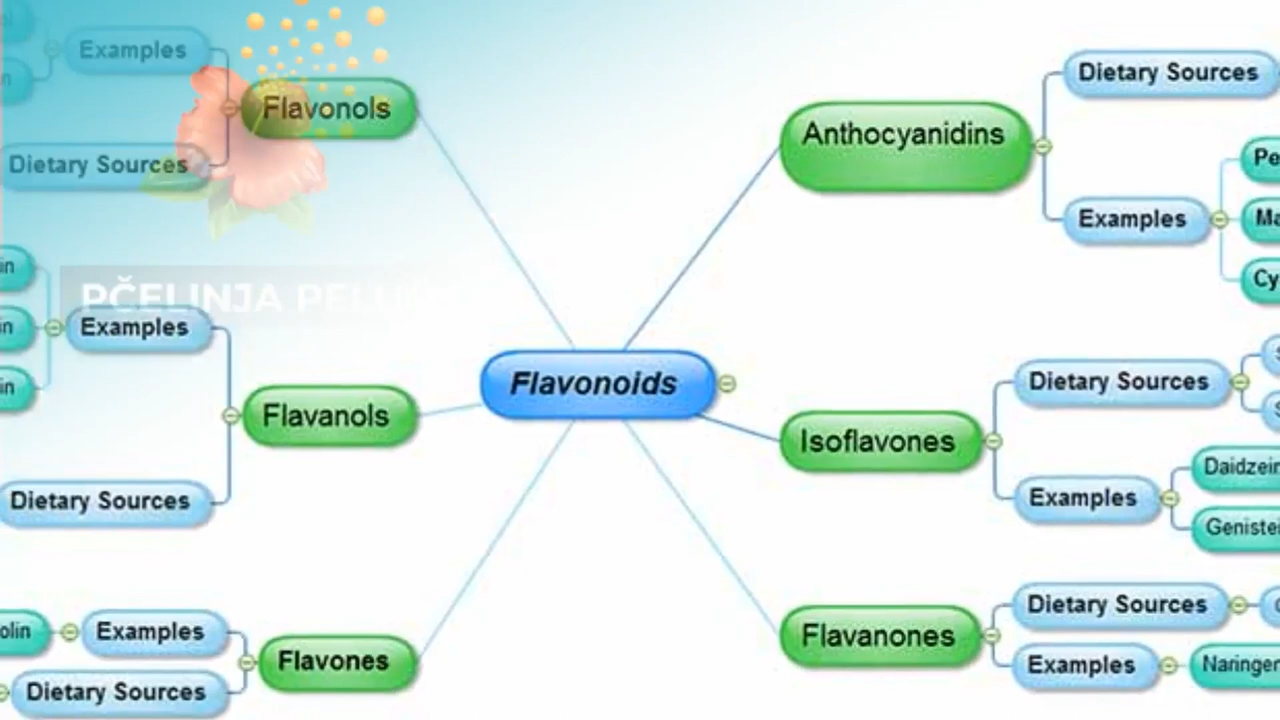 Examples
Flavonols
Dietary Sources
PČELINJA
Examples
Flavanols
Dietary Sources
Examples
Flavones
Dietary Sources
Flavonoids
Anthocyanidins
Dietary Sources
Examples
Isoflavones
Dietary Sources
Examples
Flavanones
Dietary Sources
Examples